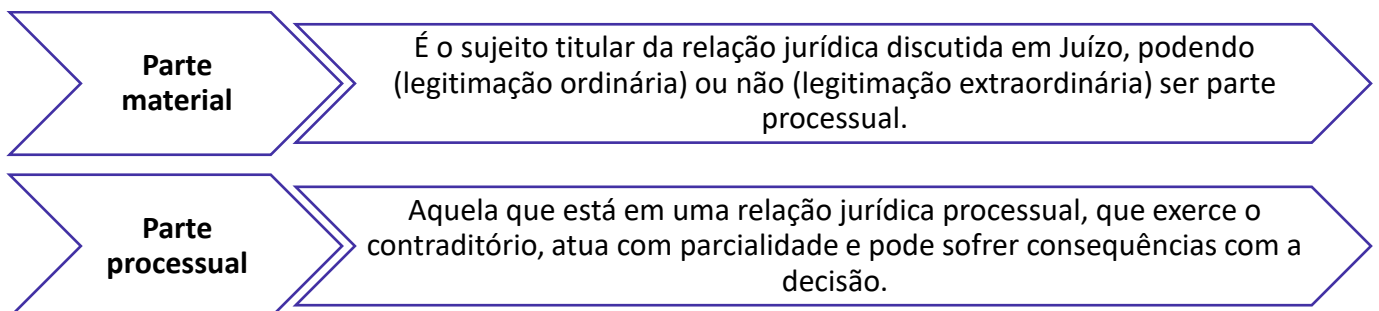 Parte
material
É o sujeito titular da relação jurídica discutida em Juízo, podendo
(legitimação ordinária) ou não (legitimação extraordinária) ser parte
processual.
Parte
processual
Aquela que está em uma relação jurídica processual, que exerce o
contraditório, atua com parcialidade e pode sofrer consequências com a
decisão.